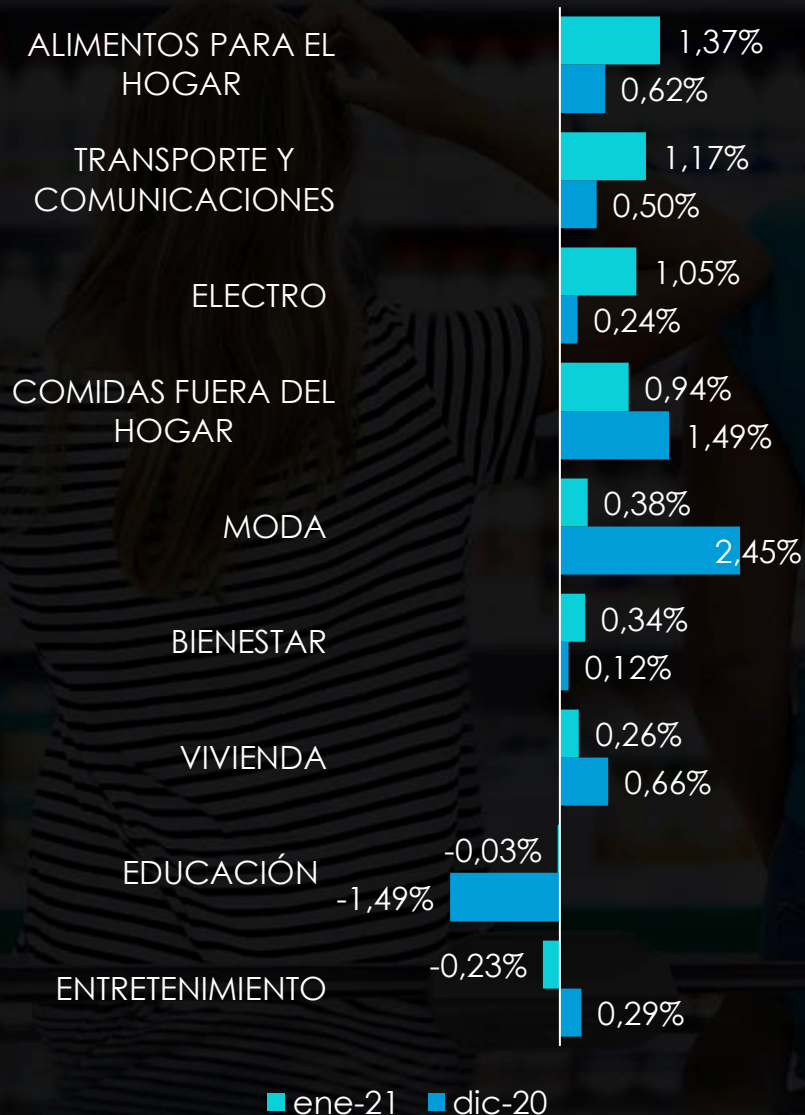 ALIMENTOS PARA EL
HOGAR
1,37%
0,62%
TRANSPORTE Y
COMUNICACIONES
1,17%
0,50%
ELECTRO
1,05%
0,24%
COMIDAS FUERA DEL
HOGAR
0,94%
1,49%
MODA
0,38%
2,45%
BIENESTAR
0,34%
0,12%
VIVIENDA
0,26%
0,66%
EDUCACIÓN
-0,03%
-1,49%
ENTRETENIMIENTO
-0,23%
0,29%
ene-21 dic-20